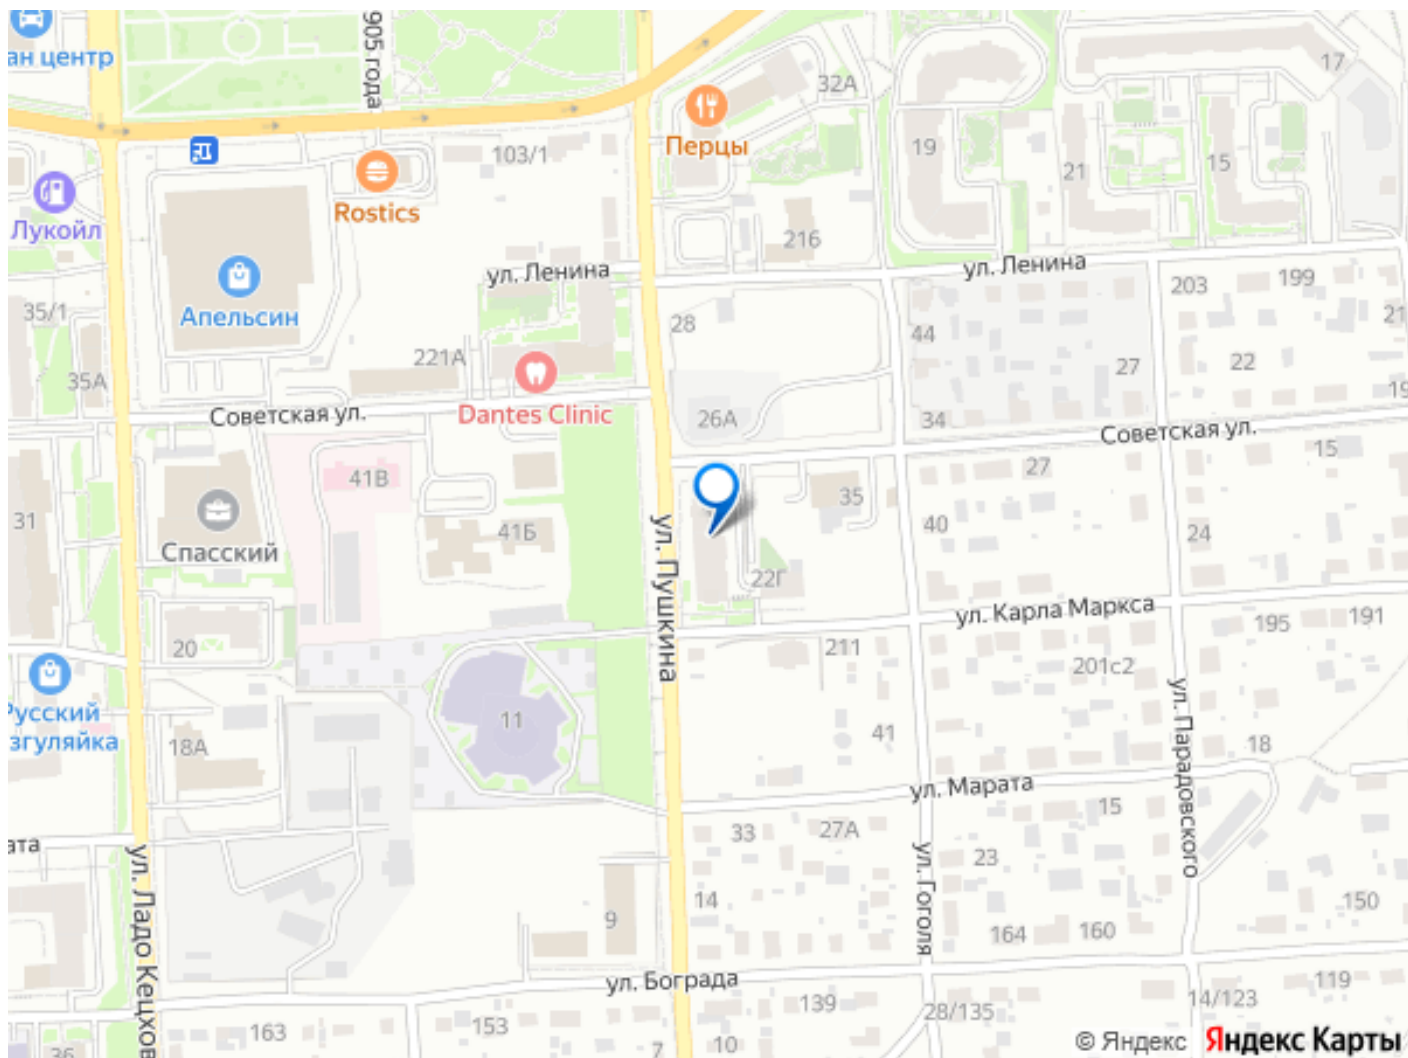 ан центр
905 года
32А
17
Перцы
103/1
19
21
15
Rostics
Лукойл
216
ул. Ленина
ул. Ленина
203
199
Апельсин
35/1
28
44
21
221А
35А
27
22
Dantes Clinic
Советская ул.
26А
34
19
Советская ул.
41В
27
15
35
31
Спасский
41Б
40
24
ул. Пушкина
22Г
ул. Карла Маркса
195
191
20
211
201с2
Русский
згуляйка
11
41
ул. Парадовского
18А
18
ул. Марата
15
ата
33
27А
23
ул. Ладо Кецхов
ул. Гоголя
14
9
164
160
150
ул. Бограда
119
163
153
139
28/135
14/123
36
7
10
© Яндекс
Яндекс Карты